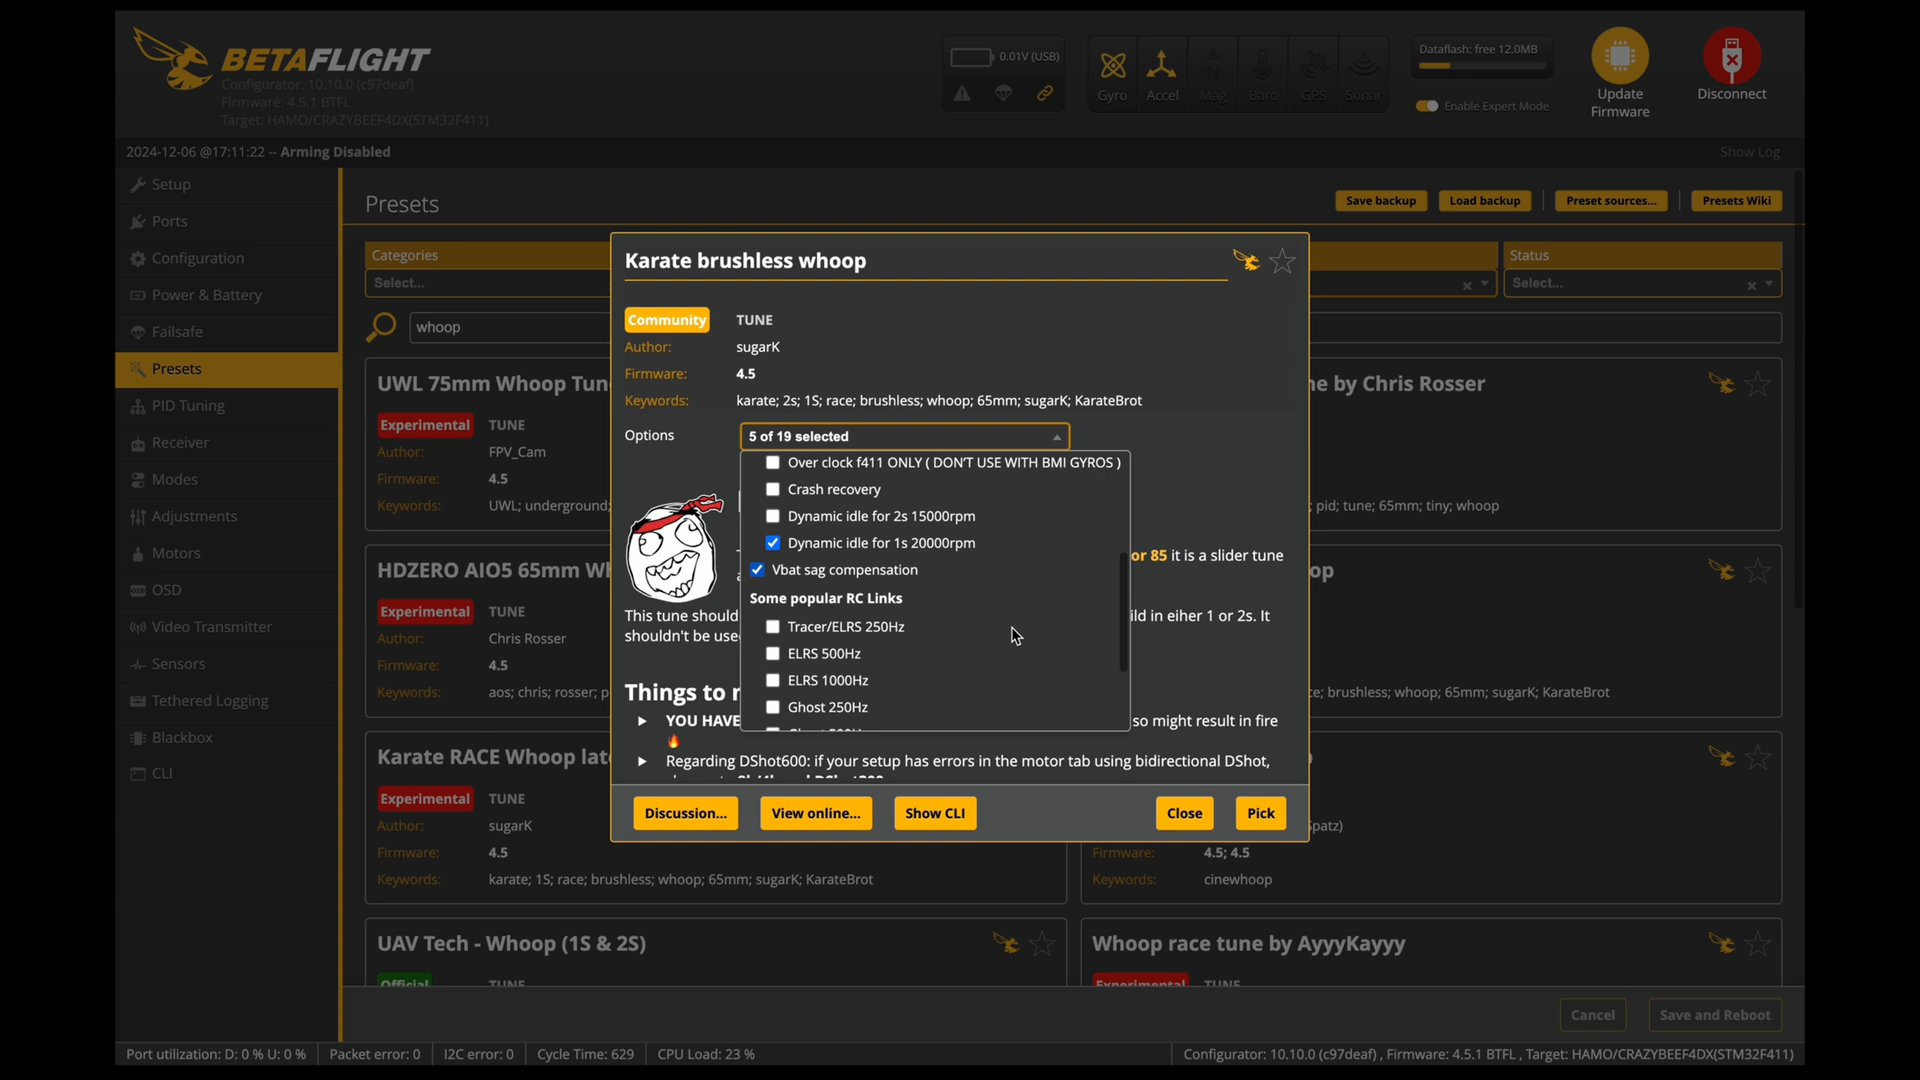 BETAFLIGHT
Configurator: 10.10.0 (c97deaf)
Firmware: 4.5.1 BTFL
Target: HAMO/CRAZYBEEF4DX(STM32F411)
0.01V (USB)
Gyro
Accel
Mag
Baro
GPS
Sonar
Dataflash: free 12.0MB
Enable Expert Mode
Update
Firmware
Disconnect
2024-12-06 @17:11:22 -- Arming Disabled
Show Log
Setup
Ports
Configuration
Power & Battery
Failsafe
Presets
PID Tuning
Receiver
Modes
Adjustments
Motors
OSD
Video Transmitter
Sensors
Tethered Logging
Blackbox
CLI
Presets
Save backup
Load backup
Preset sources...
Presets Wiki
Categories
Select...
Status
Select...
whoop
UWL 75mm Whoop Tun
Experimental TUNE
Author: FPV_Cam
Firmware: 4.5
Keywords: UWL; underground;
HDZERO AIO5 65mm Wh
Experimental TUNE
Author: Chris Rosser
Firmware: 4.5
Keywords: aos; chris; rosser; p
Karate RACE Whoop lat
Experimental TUNE
Author: sugarK
Firmware: 4.5
Keywords: karate; 1S; race; brushless; whoop; 65mm; sugarK; KarateBrot
UAV Tech - Whoop (1S & 2S)
Official TUNE
ne by Chris Rosser
; pid; tune; 65mm; tiny; whoop
op
ce; brushless; whoop; 65mm; sugarK; KarateBrot
Spatz)
Firmware: 4.5; 4.5
Keywords: cinewhoop
Whoop race tune by AyyyKayyy
Experimental TUNE
Karate brushless whoop
Community TUNE
Author: sugarK
Firmware: 4.5
Keywords: karate; 2s; 1S; race; brushless; whoop; 65mm; sugarK; KarateBrot
Options 5 of 19 selected
Over clock f411 ONLY ( DON'T USE WITH BMI GYROS )
Crash recovery
Dynamic idle for 2s 15000rpm
Dynamic idle for 1s 20000rpm
Vbat sag compensation
Some popular RC Links
Tracer/ELRS 250Hz
ELRS 500Hz
ELRS 1000Hz
Ghost 250Hz
or 85 it is a slider tune
This tune should ild in eiher 1 or 2s. It
shouldn't be use
Things to
YOU HAVE so might result in fire
Regarding DShot600: if your setup has errors in the motor tab using bidirectional DShot,
Discussion...
View online...
Show CLI
Close
Pick
Cancel
Save and Reboot
Port utilization: D: 0 % U: 0 %
Packet error: 0
I2C error: 0
Cycle Time: 629
CPU Load: 23 %
Configurator: 10.10.0 (c97deaf) , Firmware: 4.5.1 BTFL , Target: HAMO/CRAZYBEEF4DX(STM32F411)